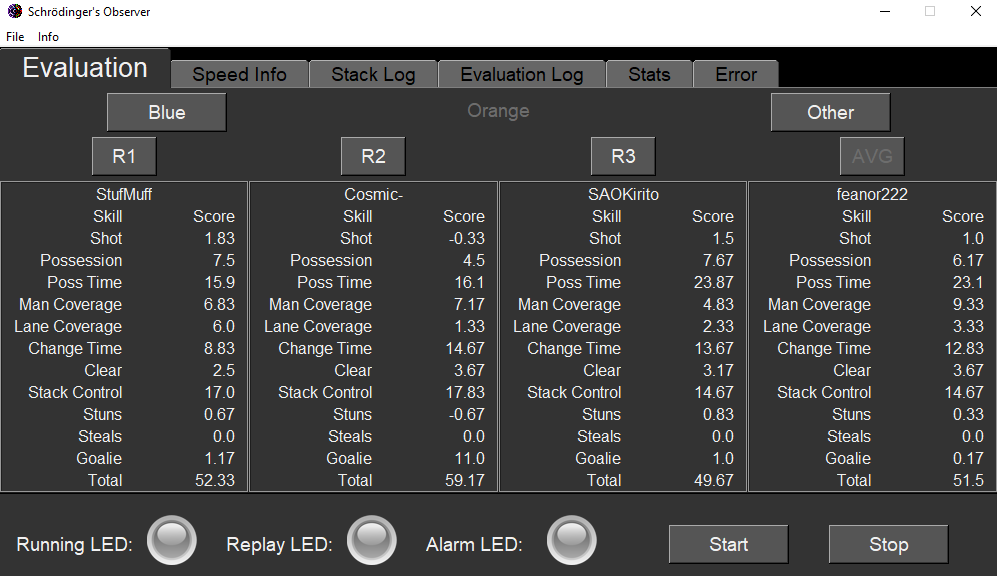 Schrödinger's Observer
File Info
Evaluation Speed Info Stack Log Evaluation Log Stats Error
Blue Orange Other
R1 R2 R3 AVG
StufMuff Cosmic- SAOKirito feanor222
Skill Score Skill Score Skill Score Skill Score
Shot 1.83 Shot -0.33 Shot 1.5 Shot 1.0
Possession 7.5 Possession 4.5 Possession 7.67 Possession 6.17
Poss Time 15.9 Poss Time 16.1 Poss Time 23.87 Poss Time 23.1
Man Coverage 6.83 Man Coverage 7.17 Man Coverage 4.83 Man Coverage 9.33
Lane Coverage 6.0 Lane Coverage 1.33 Lane Coverage 2.33 Lane Coverage 3.33
Change Time 8.83 Change Time 14.67 Change Time 13.67 Change Time 12.83
Clear 2.5 Clear 3.67 Clear 3.17 Clear 3.67
Stack Control 17.0 Stack Control 17.83 Stack Control 14.67 Stack Control 14.67
Stuns 0.67 Stuns -0.67 Stuns 0.83 Stuns 0.33
Steals 0.0 Steals 0.0 Steals 0.0 Steals 0.0
Goalie 1.17 Goalie 11.0 Goalie 1.0 Goalie 0.17
Total 52.33 Total 59.17 Total 49.67 Total 51.5
Running LED: Replay LED: Alarm LED: Start Stop